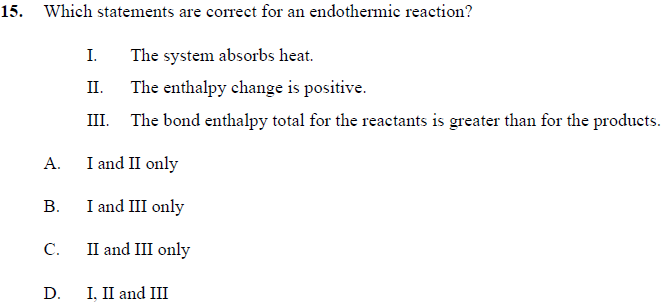 15. Which statements are correct for an endothermic reaction?
I. The system absorbs heat.
II. The enthalpy change is positive.
III. The bond enthalpy total for the reactants is greater than for the products.
A. I and II only
B. I and III only
C. II and III only
D. I, II and III